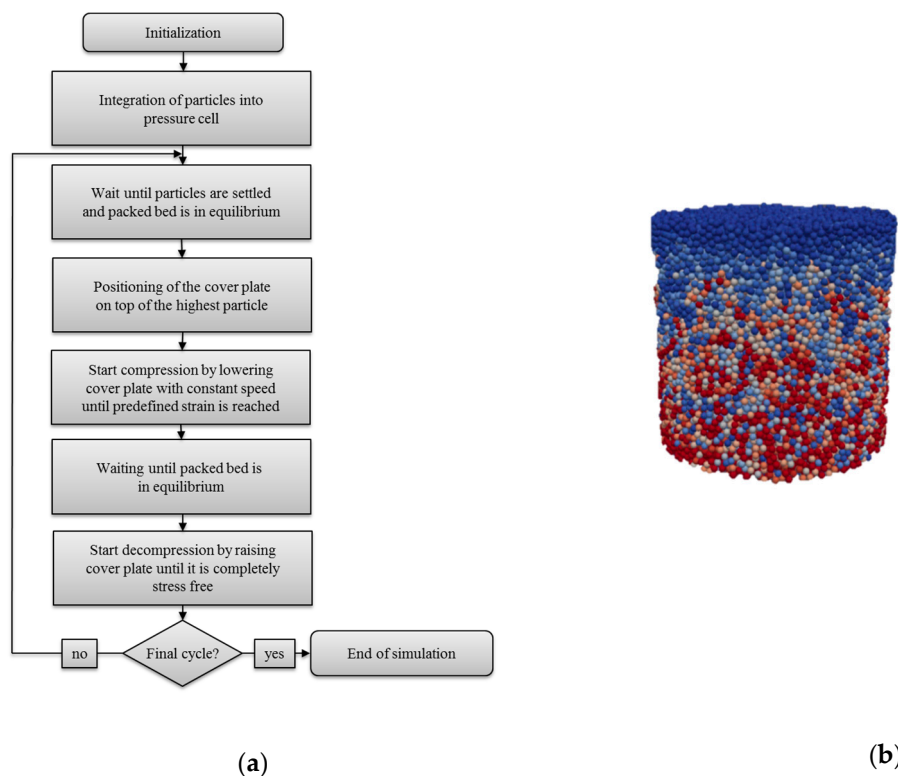 Initialization
Integration of particles into
pressure cell
Wait until particles are settled
and packed bed is in equilibrium
Positioning of the cover plate
on top of the highest particle
Start compression by lowering
cover plate with constant speed
until predefined strain is reached
Waiting until packed bed is
in equilibrium
Start decompression by raising
cover plate until it is completely
stress free
no
Final cycle?
yes
End of simulation
(a)
(b)